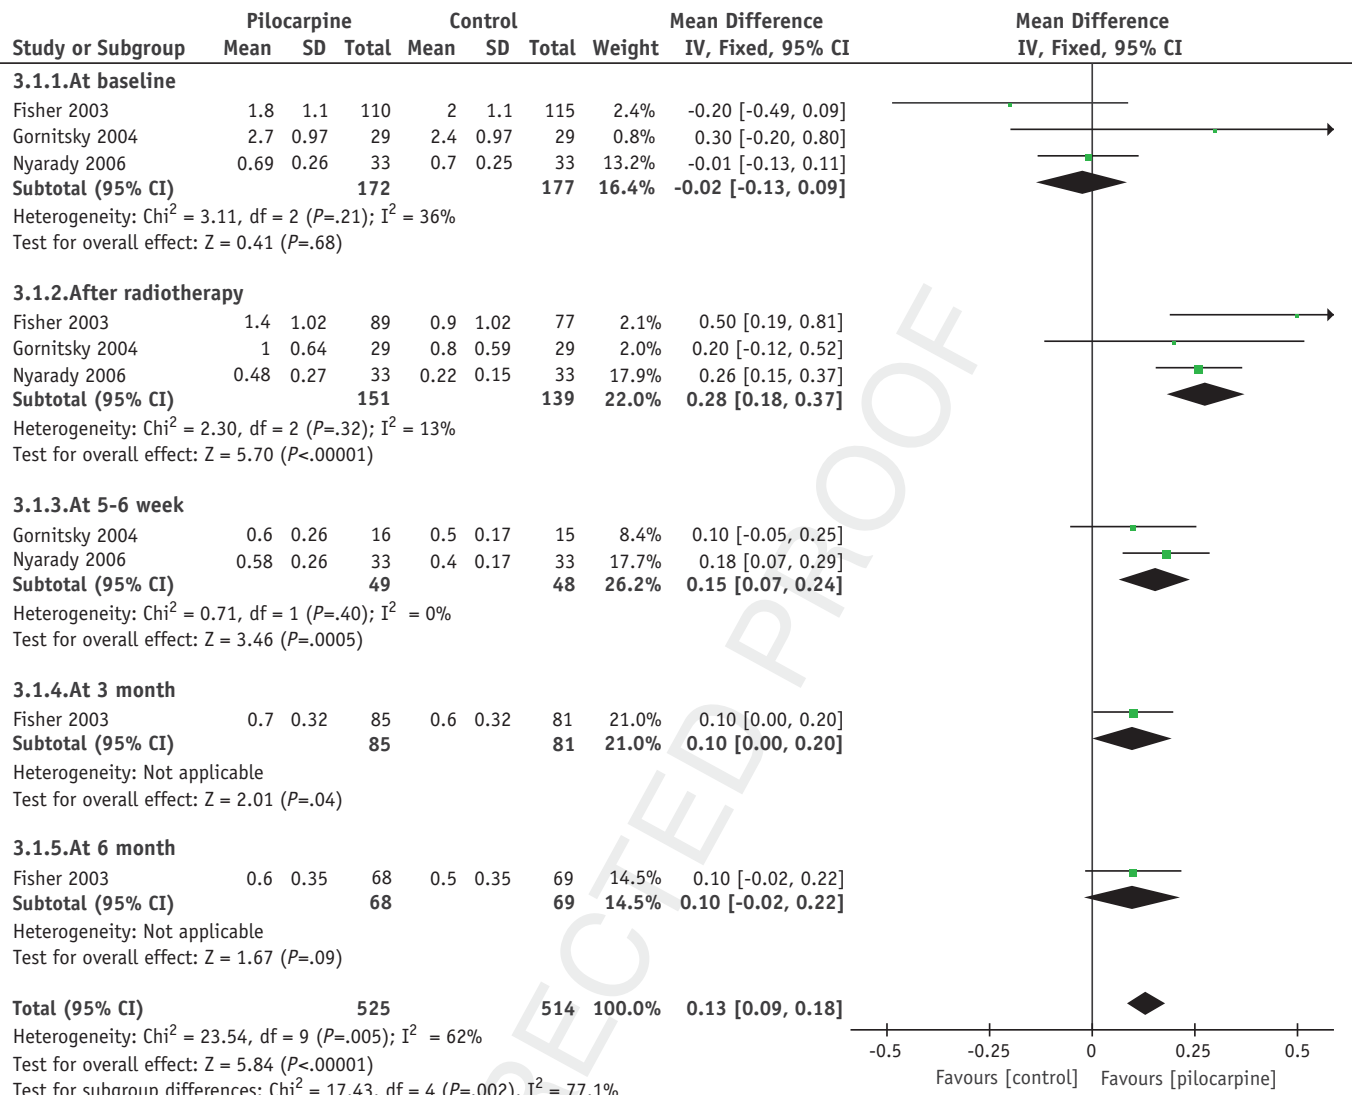 Pilocarpine Control Mean Difference Mean Difference
Study or Subgroup Mean SD Total Mean SD Total Weight IV, Fixed, 95% CI IV, Fixed, 95% CI
3.1.1.At baseline
Fisher 2003 1.8 1.1 110 2 1.1 115 2.4% -0.20 [-0.49, 0.09]
Gornitsky 2004 2.7 0.97 29 2.4 0.97 29 0.8% 0.30 [-0.20, 0.80]
Nyarady 2006 0.69 0.26 33 0.7 0.25 33 13.2% -0.01 [-0.13, 0.11]
Subtotal (95% CI) 172 177 16.4% -0.02 [-0.13, 0.09]
Heterogeneity: Chi² = 3.11, df = 2 (P=.21); I² = 36%
Test for overall effect: Z = 0.41 (P=.68)
3.1.2.After radiotherapy
Fisher 2003 1.4 1.02 89 0.9 1.02 77 2.1% 0.50 [0.19, 0.81]
Gornitsky 2004 1 0.64 29 0.8 0.59 29 2.0% 0.20 [-0.12, 0.52]
Nyarady 2006 0.48 0.27 33 0.22 0.15 33 17.9% 0.26 [0.15, 0.37]
Subtotal (95% CI) 151 139 22.0% 0.28 [0.18, 0.37]
Heterogeneity: Chi² = 2.30, df = 2 (P=.32); I² = 13%
Test for overall effect: Z = 5.70 (P<.00001)
3.1.3.At 5-6 week
Gornitsky 2004 0.6 0.26 16 0.5 0.17 15 8.4% 0.10 [-0.05, 0.25]
Nyarady 2006 0.58 0.26 33 0.4 0.17 33 17.7% 0.18 [0.07, 0.29]
Subtotal (95% CI) 49 48 26.2% 0.15 [0.07, 0.24]
Heterogeneity: Chi² = 0.71, df = 1 (P=.40); I² = 0%
Test for overall effect: Z = 3.46 (P=.0005)
3.1.4.At 3 month
Fisher 2003 0.7 0.32 85 0.6 0.32 81 21.0% 0.10 [0.00, 0.20]
Subtotal (95% CI) 85 81 21.0% 0.10 [0.00, 0.20]
Heterogeneity: Not applicable
Test for overall effect: Z = 2.01 (P=.04)
3.1.5.At 6 month
Fisher 2003 0.6 0.35 68 0.5 0.35 69 14.5% 0.10 [-0.02, 0.22]
Subtotal (95% CI) 68 69 14.5% 0.10 [-0.02, 0.22]
Heterogeneity: Not applicable
Test for overall effect: Z = 1.67 (P=.09)
Total (95% CI) 525 514 100.0% 0.13 [0.09, 0.18]
Heterogeneity: Chi² = 23.54, df = 9 (P=.005); I² = 62%
Test for overall effect: Z = 5.84 (P<.00001)
Test for subgroup differences: Chi² = 17.43, df = 4 (P=.002), I² = 77.1%
-0.5 -0.25 0 0.25 0.5
Favours [control] Favours [pilocarpine]
RECTED PROOF